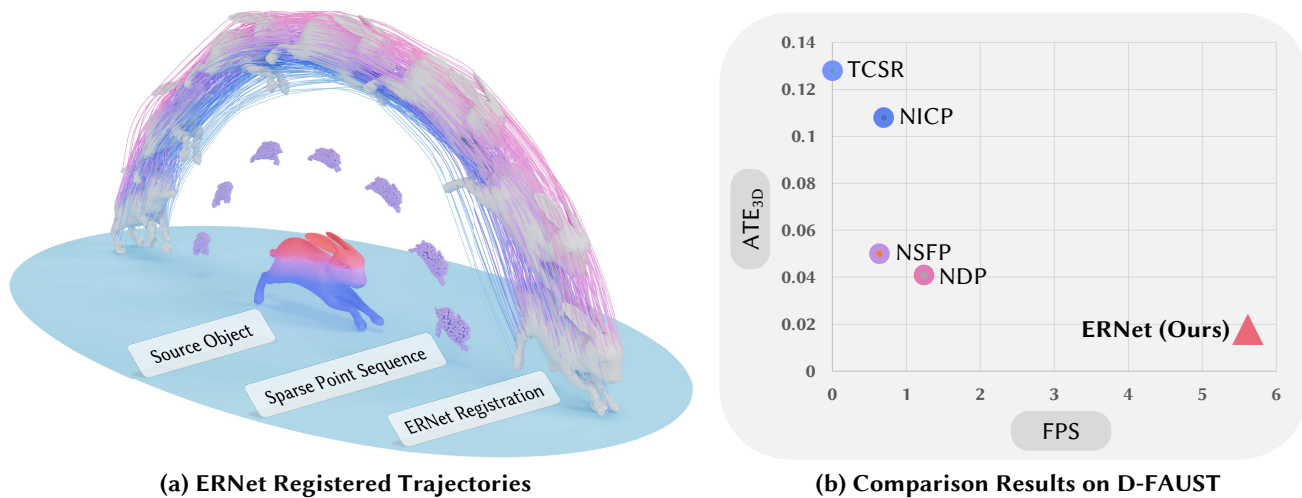 Source Object
Sparse Point Sequence
ERNet Registration
(a) ERNet Registered Trajectories
0.14
0.12
0.1
0.08
0.06
0.04
0.02
0
ATE3D
TCSR
NICP
NSFP
NDP
ERNet (Ours)
0 1 2 3 4 5 6
FPS
(b) Comparison Results on D-FAUST